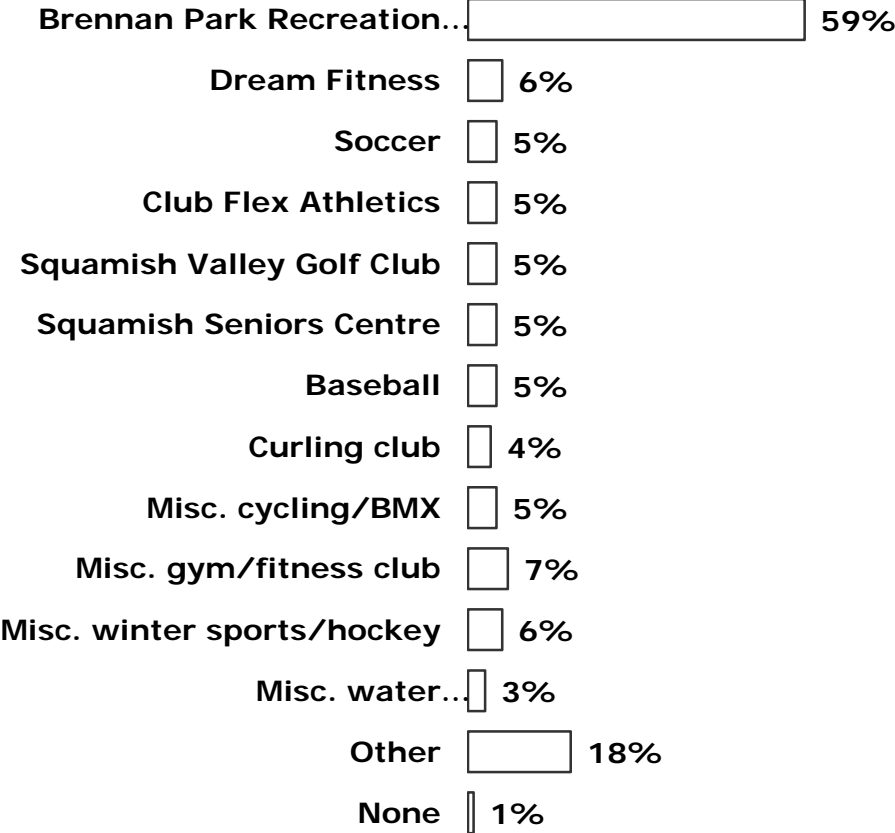 Brennan Park Recreation... 59%
Dream Fitness 6%
Soccer 5%
Club Flex Athletics 5%
Squamish Valley Golf Club 5%
Squamish Seniors Centre 5%
Baseball 5%
Curling club 4%
Misc. cycling/BMX 5%
Misc. gym/fitness club 7%
Misc. winter sports/hockey 6%
Misc. water... 3%
Other 18%
None 1%